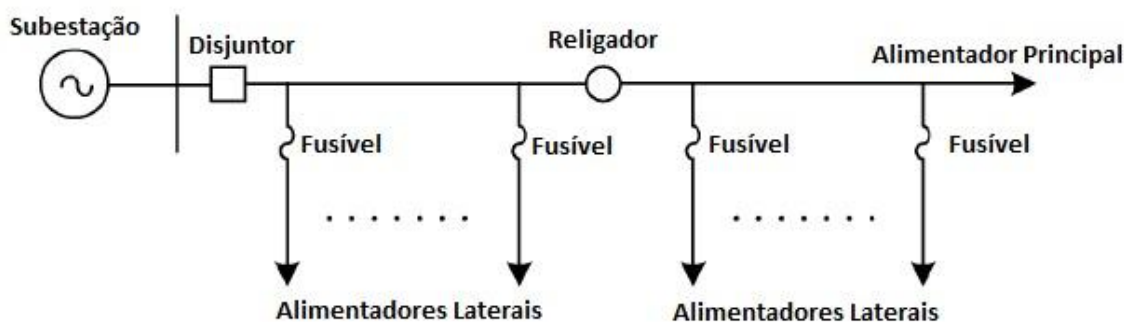 Subestação
Disjuntor
Religador
Alimentador Principal
Fusível
Fusível
Fusível
Fusível
Alimentadores Laterais
Alimentadores Laterais